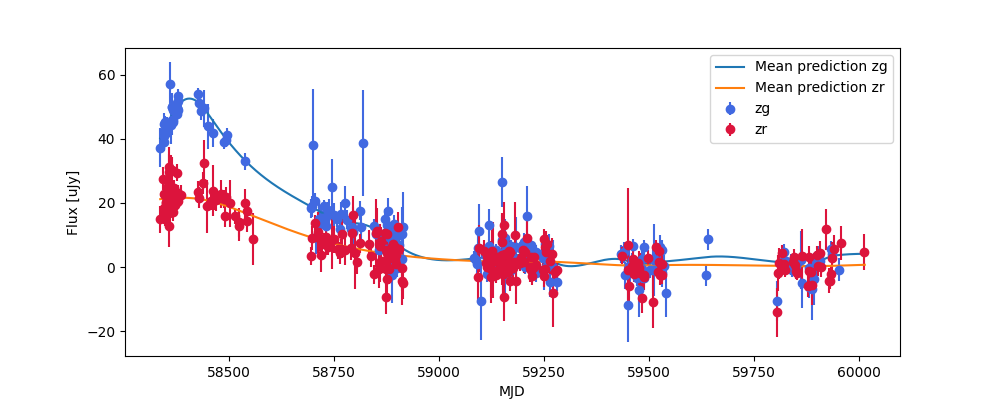 Mean prediction zg
Mean prediction zr
zg
zr
Flux [uJy]
60
40
20
0
−20
58500
58750
59000
59250
59500
59750
60000
MJD